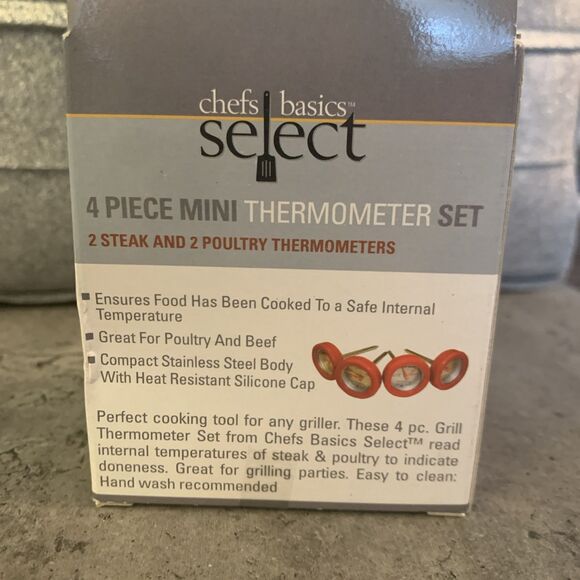 chefs basics™
select
4 PIECE MINI THERMOMETER SET
2 STEAK AND 2 POULTRY THERMOMETERS
▪ Ensures Food Has Been Cooked To a Safe Internal
Temperature
▪ Great For Poultry And Beef
▪ Compact Stainless Steel Body
With Heat Resistant Silicone Cap
Perfect cooking tool for any griller. These 4 pc. Grill
Thermometer Set from Chefs Basics Select™ read
internal temperatures of steak & poultry to indicate
doneness. Great for grilling parties. Easy to clean:
Hand wash recommended